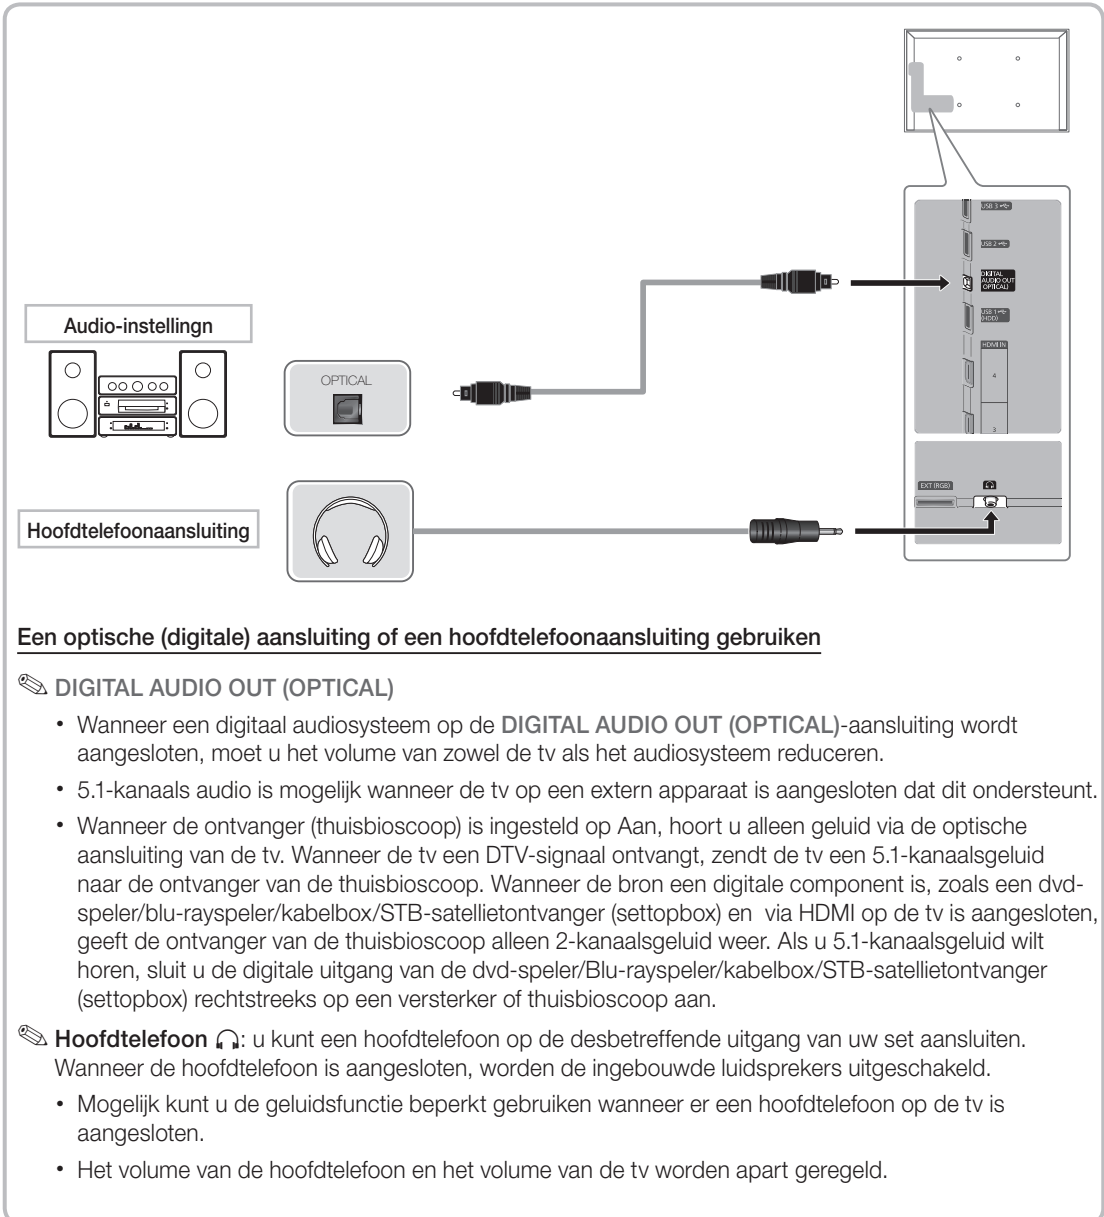 USB 3
USB 2
DIGITAL
AUDIO OUT
(OPTICAL)
USB 1
(HDD)
HDMI IN
4
3
Audio-instellingn
OPTICAL
EXT (RGB)
Hoofdtelefoonaansluiting
Een optische (digitale) aansluiting of een hoofdtelefoonaansluiting gebruiken
DIGITAL AUDIO OUT (OPTICAL)
• Wanneer een digitaal audiosysteem op de DIGITAL AUDIO OUT (OPTICAL)-aansluiting wordt
aangesloten, moet u het volume van zowel de tv als het audiosysteem reduceren.
• 5.1-kanaals audio is mogelijk wanneer de tv op een extern apparaat is aangesloten dat dit ondersteunt.
• Wanneer de ontvanger (thuisbioscoop) is ingesteld op Aan, hoort u alleen geluid via de optische
aansluiting van de tv. Wanneer de tv een DTV-signaal ontvangt, zendt de tv een 5.1-kanaalsgeluid
naar de ontvanger van de thuisbioscoop. Wanneer de bron een digitale component is, zoals een dvd-
speler/blu-rayspeler/kabelbox/STB-satellietontvanger (settopbox) en via HDMI op de tv is aangesloten,
geeft de ontvanger van de thuisbioscoop alleen 2-kanaalsgeluid weer. Als u 5.1-kanaalsgeluid wilt
horen, sluit u de digitale uitgang van de dvd-speler/Blu-rayspeler/kabelbox/STB-satellietontvanger
(settopbox) rechtstreeks op een versterker of thuisbioscoop aan.
Hoofdtelefoon : u kunt een hoofdtelefoon op de desbetreffende uitgang van uw set aansluiten.
Wanneer de hoofdtelefoon is aangesloten, worden de ingebouwde luidsprekers uitgeschakeld.
• Mogelijk kunt u de geluidsfunctie beperkt gebruiken wanneer er een hoofdtelefoon op de tv is
aangesloten.
• Het volume van de hoofdtelefoon en het volume van de tv worden apart geregeld.